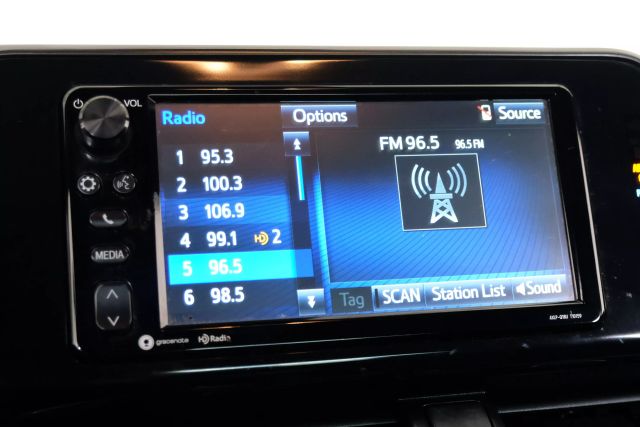 VOL
Radio
Options
Source
1 95.3
2 100.3
3 106.9
4 99.1 HD 2
5 96.5
6 98.5
FM 96.5 96.5 FM
Tag
SCAN
Station List
Sound
MEDIA
gracenote
HD Radio